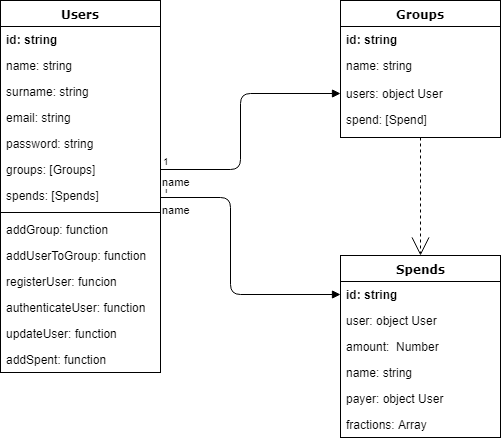 Users
id: string
name: string
surname: string
email: string
password: string
groups: [Groups]
spends: [Spends]
addGroup: function
addUserToGroup: function
registerUser: funcion
authenticateUser: function
updateUser: function
addSpent: function
1
name
1
name
Groups
id: string
name: string
users: object User
spend: [Spend]
Spends
id: string
user: object User
amount:  Number
name: string
payer: object User
fractions: Array